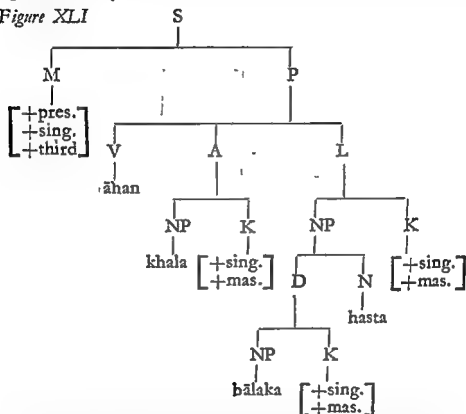 Figure XLI
S
M P
[+pres.
+sing.
+third]
V A L
āhan
NP K NP K
khala [+sing.
+mas.] D N [+sing.
+mas.]
hasta
NP K
bālaka [+sing.
+mas.]